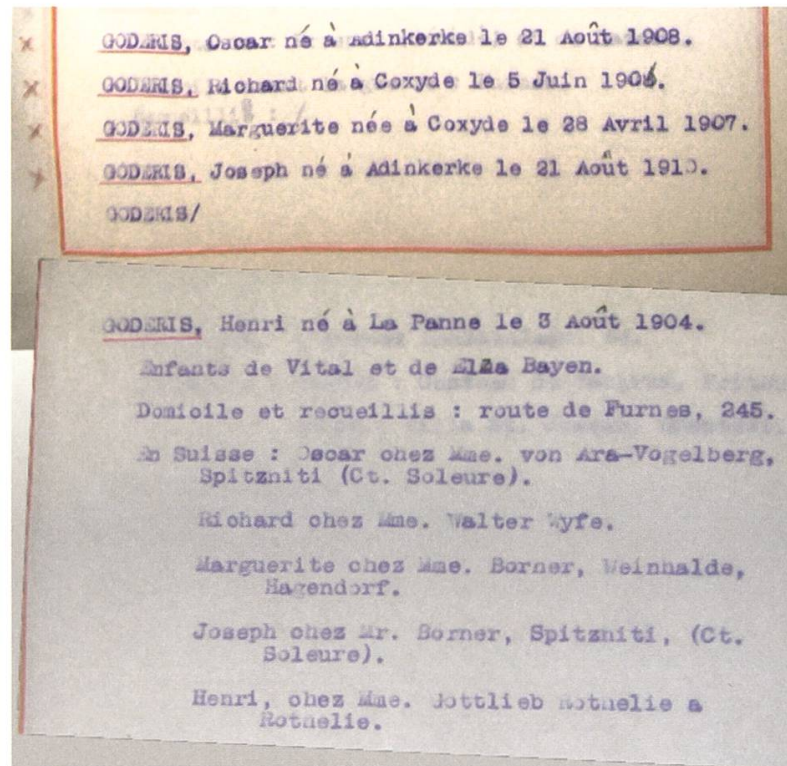 GODERIS, Oscar né à Adinkerke le 21 Août 1908.
GODERIS, Richard né à Coxyde le 5 Juin 1906.
GODERIS, Marguerite née à Coxyde le 28 Avril 1907.
GODERIS, Joseph né à Adinkerke le 21 Août 1910.
GODERIS/
GODERIS, Henri né à La Panne le 3 Août 1904.
Enfants de Vital et de Elza Bayen.
Domicile et recueillis : route de Furnes, 245.
En Suisse : Oscar chez Mme. von Ara-Vogelberg,
Spitzniti (Ct. Soleure).
Richard chez Mme. Walter Wyfe.
Marguerite chez Mme. Borner, Weinhalde,
Hagendorf.
Joseph chez Mr. Borner, Spitzniti, (Ct.
Soleure).
Henri, chez Mme. Gottlieb Rothelie a
Rothelie.